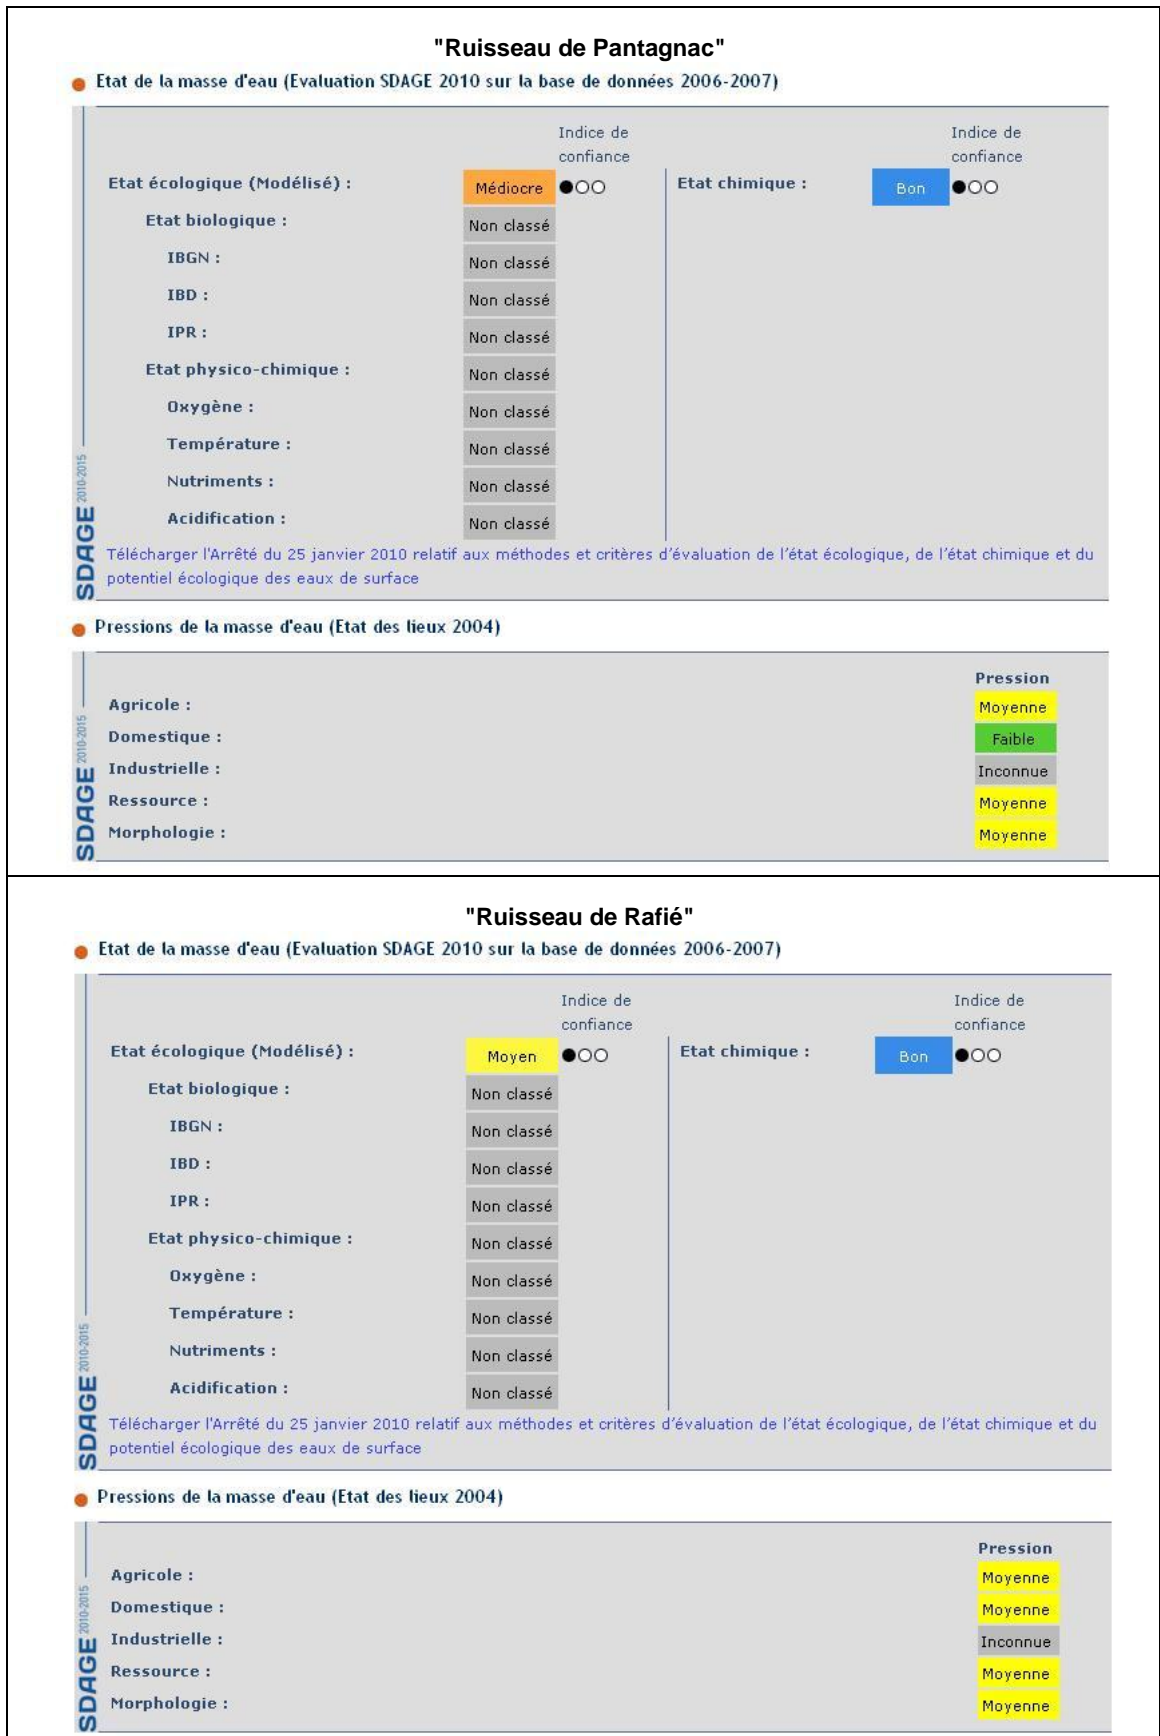 "Ruisseau de Pantagnac"
Etat de la masse d'eau (Evaluation SDAGE 2010 sur la base de données 2006-2007)
Indice de confiance
Indice de confiance
Etat écologique (Modélisé) : Médiocre
Etat chimique : Bon
Etat biologique : Non classé
IBGN : Non classé
IBD : Non classé
IPR : Non classé
Etat physico-chimique : Non classé
Oxygène : Non classé
Température : Non classé
Nutriments : Non classé
Acidification : Non classé
Télécharger l'Arrêté du 25 janvier 2010 relatif aux méthodes et critères d'évaluation de l'état écologique, de l'état chimique et du
potentiel écologique des eaux de surface
SDAGE 2010-2015
Pressions de la masse d'eau (Etat des lieux 2004)
Pression
Agricole : Moyenne
Domestique : Faible
Industrielle : Inconnue
Ressource : Moyenne
Morphologie : Moyenne
SDAGE 2010-2015
"Ruisseau de Rafié"
Etat de la masse d'eau (Evaluation SDAGE 2010 sur la base de données 2006-2007)
Indice de confiance
Indice de confiance
Etat écologique (Modélisé) : Moyen
Etat chimique : Bon
Etat biologique : Non classé
IBGN : Non classé
IBD : Non classé
IPR : Non classé
Etat physico-chimique : Non classé
Oxygène : Non classé
Température : Non classé
Nutriments : Non classé
Acidification : Non classé
Télécharger l'Arrêté du 25 janvier 2010 relatif aux méthodes et critères d'évaluation de l'état écologique, de l'état chimique et du
potentiel écologique des eaux de surface
SDAGE 2010-2015
Pressions de la masse d'eau (Etat des lieux 2004)
Pression
Agricole : Moyenne
Domestique : Moyenne
Industrielle : Inconnue
Ressource : Moyenne
Morphologie : Moyenne
SDAGE 2010-2015